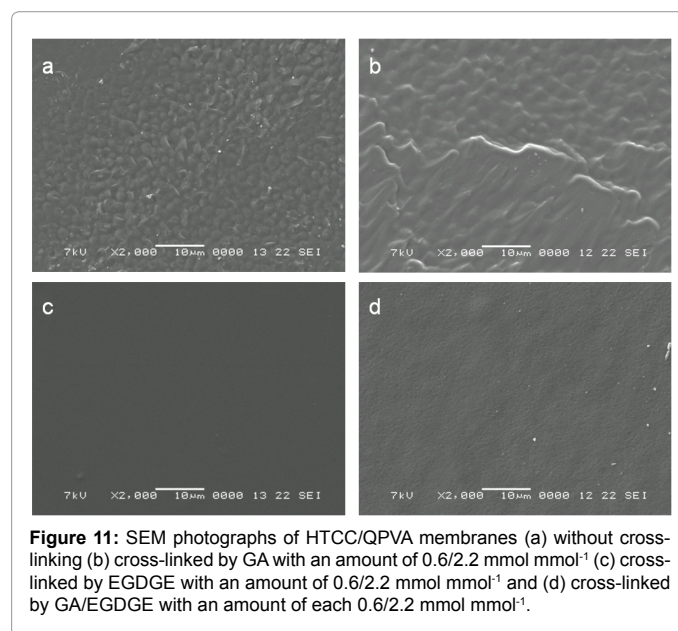 a
b
7kV X2,000 10µm 0000 13 22 SEI
7kV X2,000 10µm 0000 12 22 SEI
c
d
7kV X2,000 10µm 0000 13 22 SEI
7kV X2,000 10µm 0000 12 22 SEI
Figure 11: SEM photographs of HTCC/QPVA membranes (a) without cross-
linking (b) cross-linked by GA with an amount of 0.6/2.2 mmol mmol⁻¹ (c) cross-
linked by EGDGE with an amount of 0.6/2.2 mmol mmol⁻¹ and (d) cross-linked
by GA/EGDGE with an amount of each 0.6/2.2 mmol mmol⁻¹.